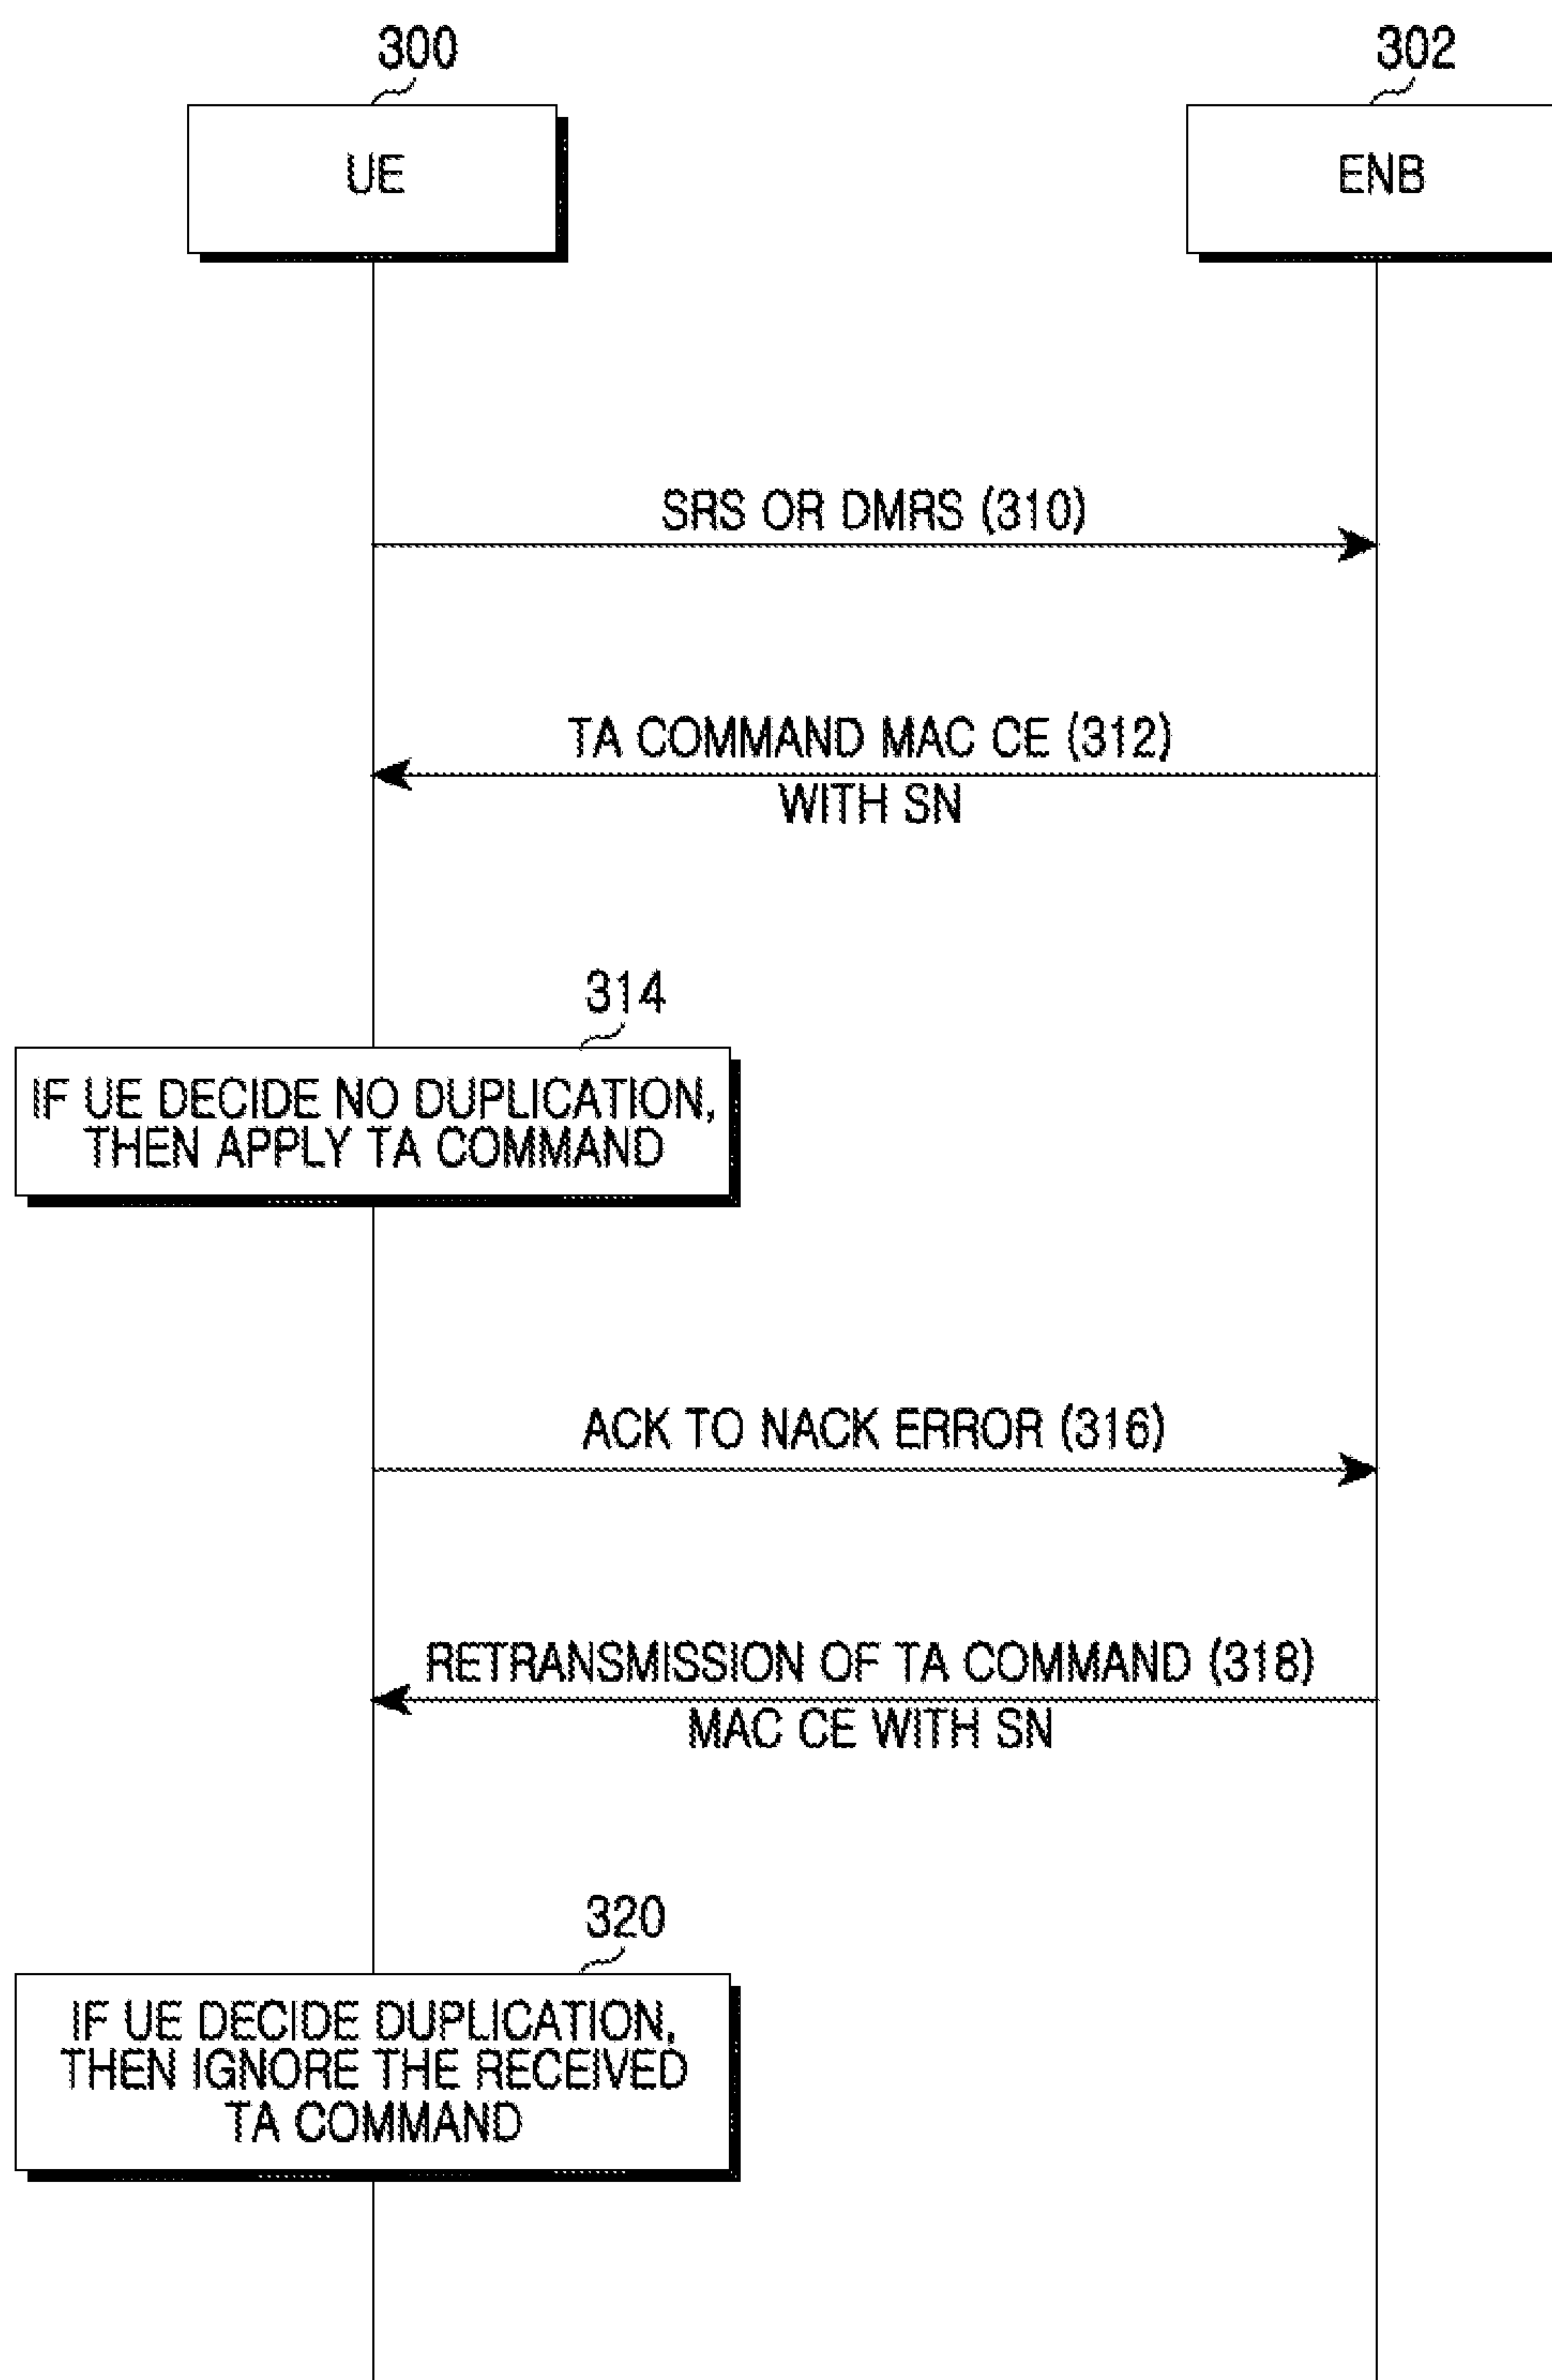 300
302
UE
ENB
SRS OR DMRS (310)
TA COMMAND MAC CE (312)
WITH SN
314
IF UE DECIDE NO DUPLICATION,
THEN APPLY TA COMMAND
ACK TO NACK ERROR (316)
RETRANSMISSION OF TA COMMAND (318)
MAC CE WITH SN
320
IF UE DECIDE DUPLICATION,
THEN IGNORE THE RECEIVED
TA COMMAND